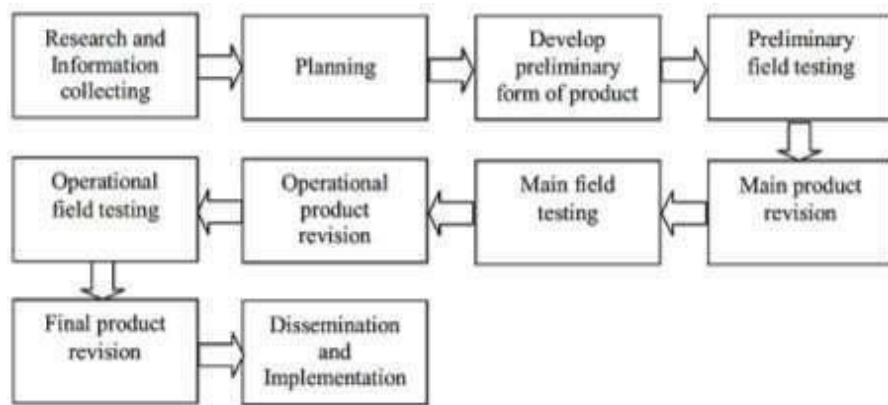 Research and
Information
collecting
Planning
Develop
preliminary
form of product
Preliminary
field testing
Main product
revision
Main field
testing
Operational
product
revision
Operational
field testing
Final product
revision
Dissemination
and
Implementation